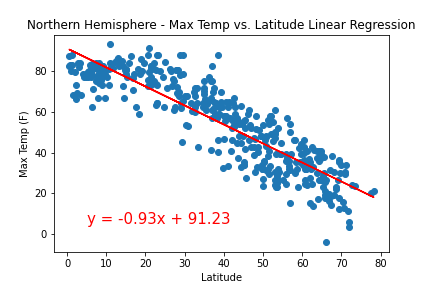 Northern Hemisphere - Max Temp vs. Latitude Linear Regression
Max Temp (F)
80
60
40
20
0
y = -0.93x + 91.23
0 10 20 30 40 50 60 70 80
Latitude